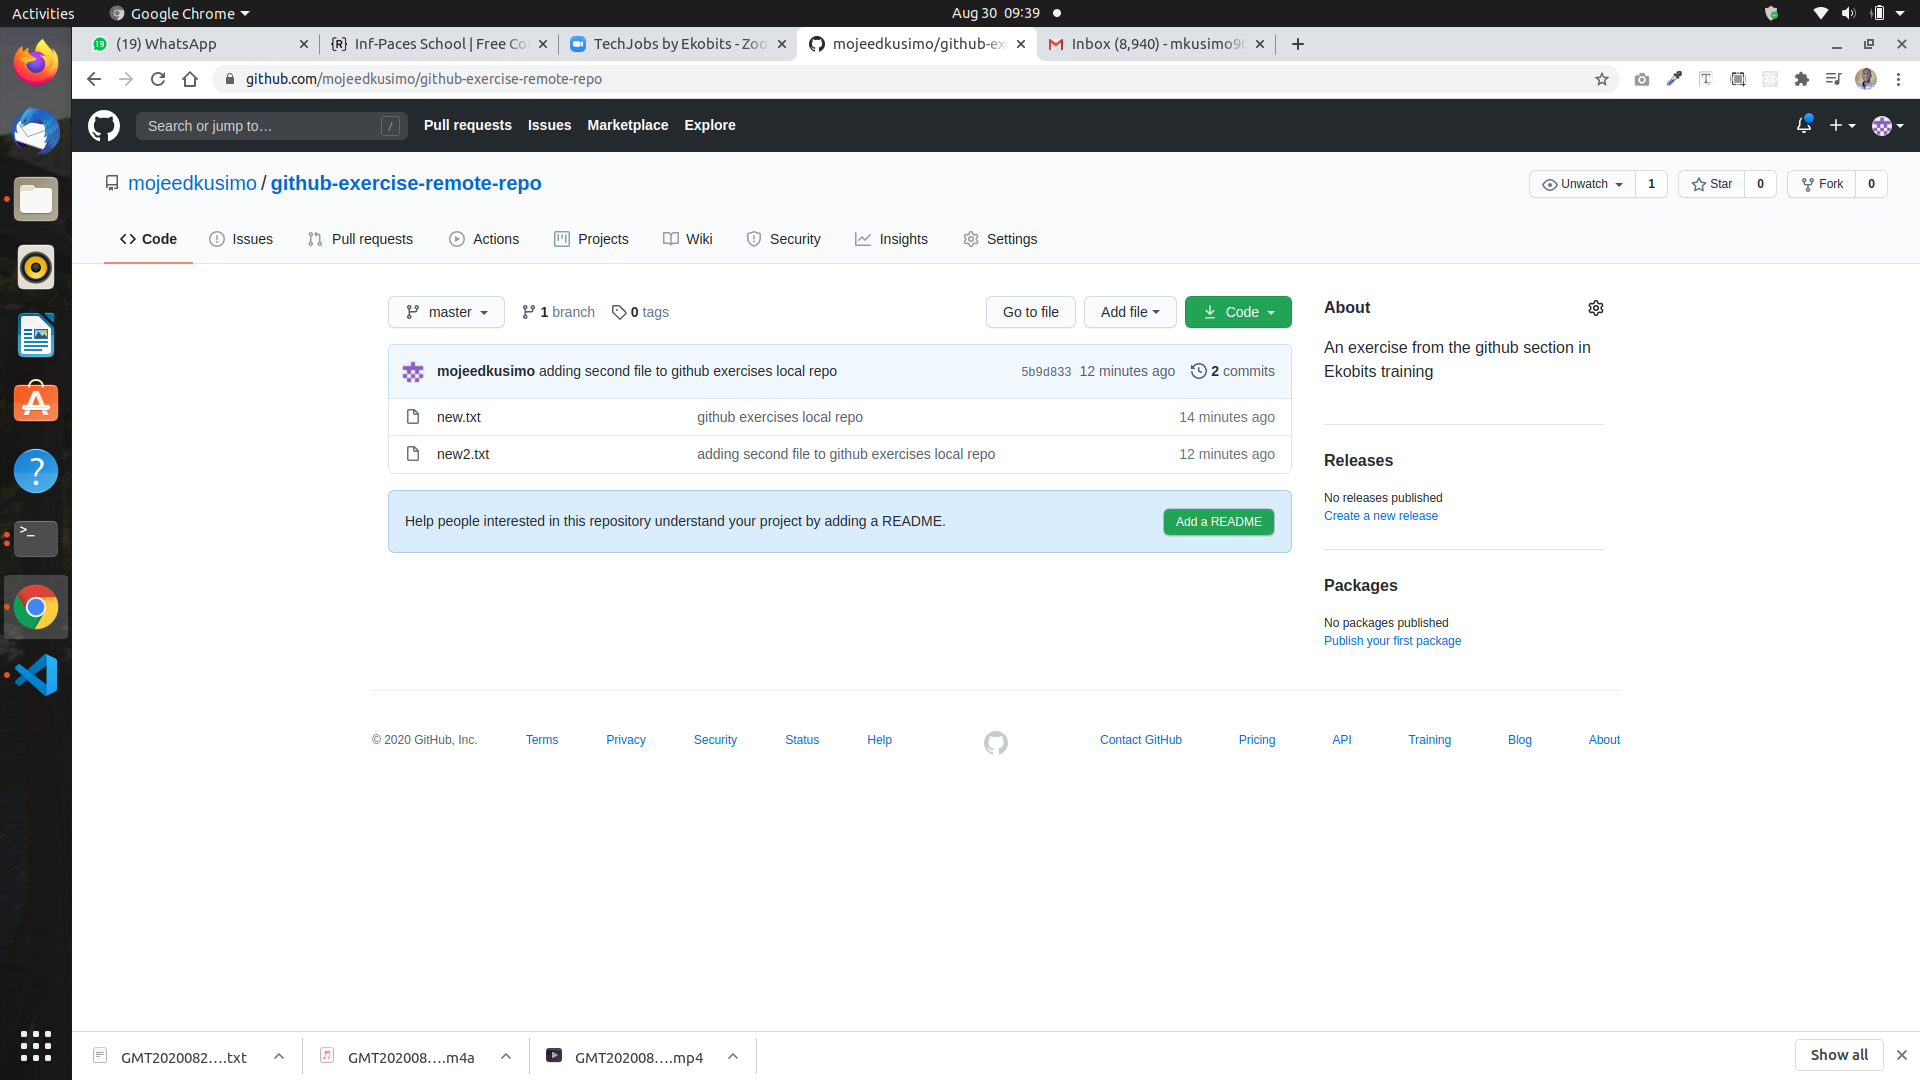 Activities Google Chrome Aug 30 09:39
(19) WhatsApp Inf-Paces School | Free Co TechJobs by Ekobits - Zoo mojeedkusimo/github-ex Inbox (8,940) - mkusimo90
github.com/mojeedkusimo/github-exercise-remote-repo
Search or jump to… / Pull requests Issues Marketplace Explore
mojeedkusimo / github-exercise-remote-repo Unwatch 1 Star 0 Fork 0
Code Issues Pull requests Actions Projects Wiki Security Insights Settings
master 1 branch 0 tags Go to file Add file Code
mojeedkusimo adding second file to github exercises local repo 5b9d833 12 minutes ago 2 commits
new.txt github exercises local repo 14 minutes ago
new2.txt adding second file to github exercises local repo 12 minutes ago
Help people interested in this repository understand your project by adding a README. Add a README
About
An exercise from the github section in
Ekobits training
Releases
No releases published
Create a new release
Packages
No packages published
Publish your first package
© 2020 GitHub, Inc. Terms Privacy Security Status Help Contact GitHub Pricing API Training Blog About
GMT2020082….txt GMT202008….m4a GMT202008….mp4 Show all